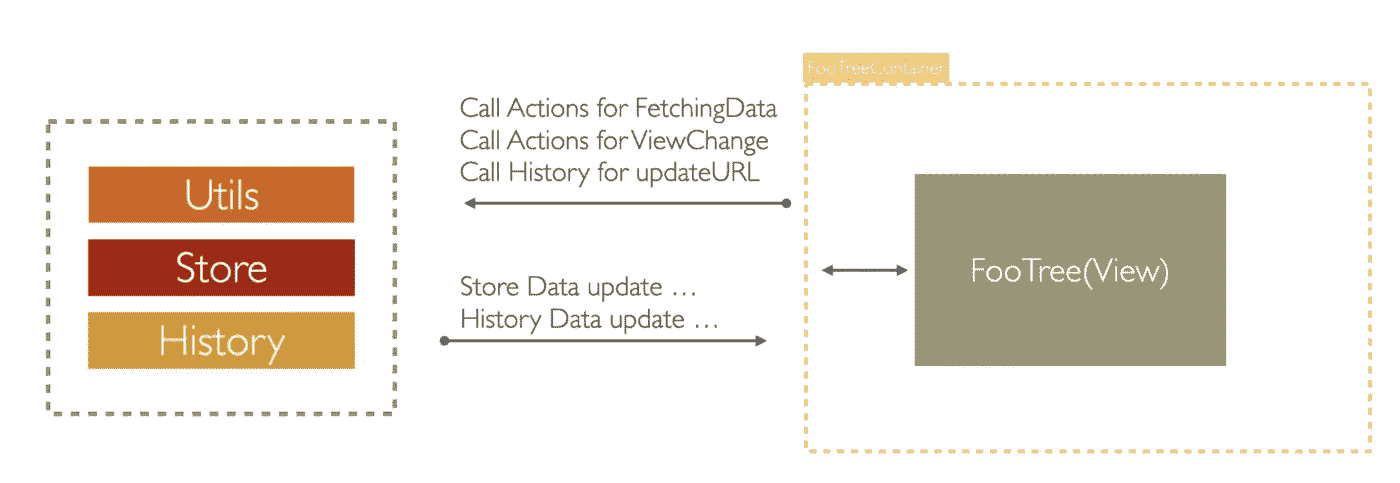 FooTreeContainer
Call Actions for FetchingData
Call Actions for ViewChange
Call History for updateURL
Utils
Store
History
Store Data update …
History Data update …
FooTree(View)